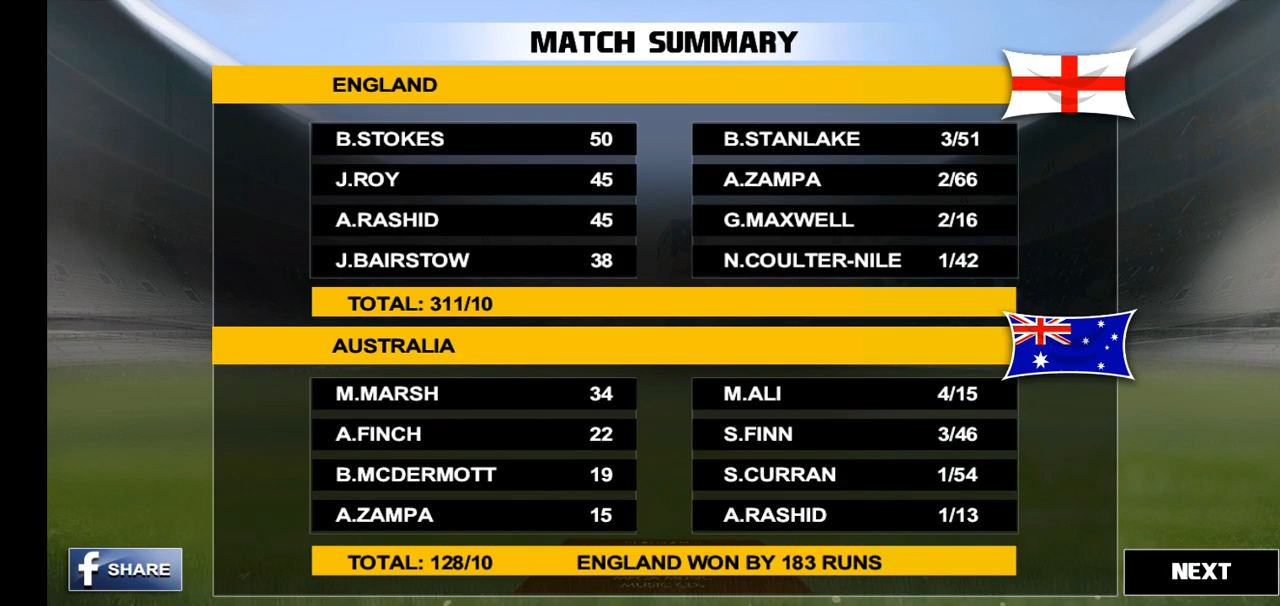 MATCH SUMMARY
ENGLAND
B.STOKES 50 B.STANLAKE 3/51
J.ROY 45 A.ZAMPA 2/66
A.RASHID 45 G.MAXWELL 2/16
J.BAIRSTOW 38 N.COULTER-NILE 1/42
TOTAL: 311/10
AUSTRALIA
M.MARSH 34 M.ALI 4/15
A.FINCH 22 S.FINN 3/46
B.MCDERMOTT 19 S.CURRAN 1/54
A.ZAMPA 15 A.RASHID 1/13
TOTAL: 128/10 ENGLAND WON BY 183 RUNS
f SHARE
NEXT